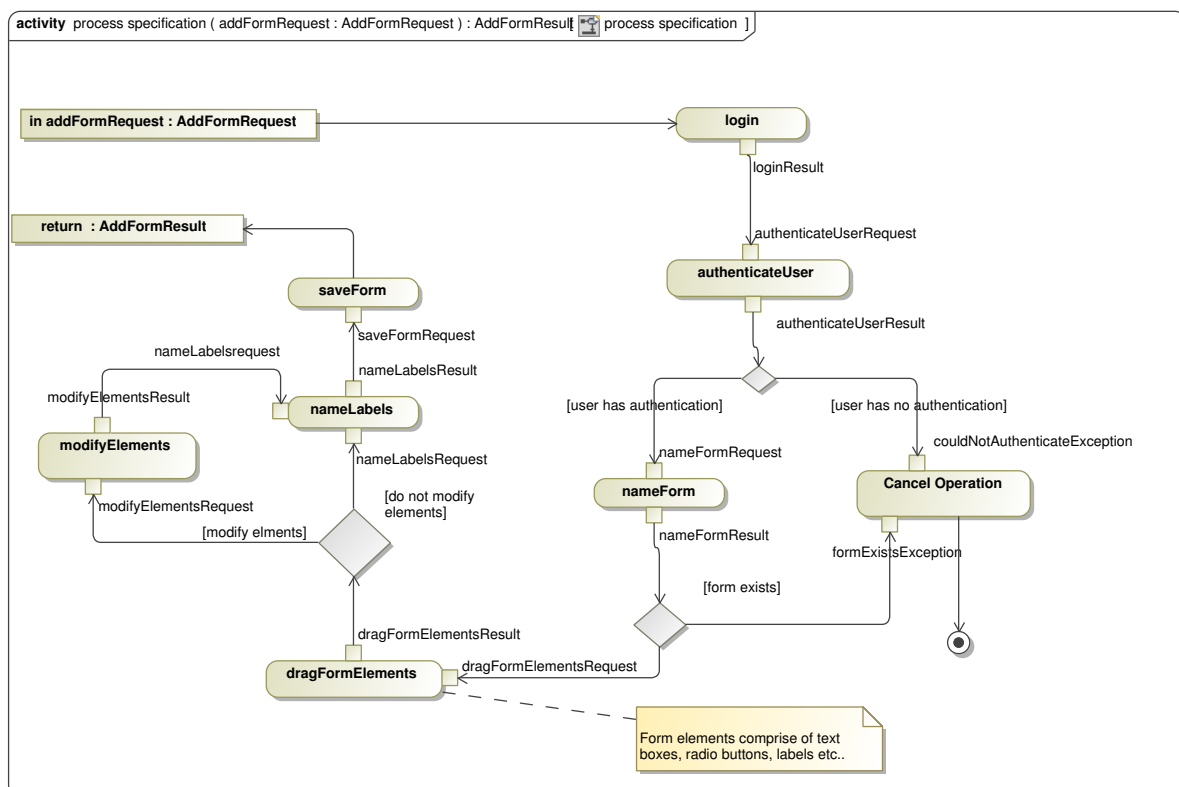 activity process specification ( addFormRequest : AddFormRequest ) : AddFormResult[ process specification ]
in addFormRequest : AddFormRequest
login
loginResult
return : AddFormResult
authenticateUserRequest
authenticateUser
saveForm
authenticateUserResult
saveFormRequest
nameLabelsrequest
nameLabelsResult
modifyElementsResult
nameLabels
[user has authentication]
[user has no authentication]
modifyElements
couldNotAuthenticateException
nameLabelsRequest
nameFormRequest
nameForm
Cancel Operation
modifyElementsRequest
[do not modify
elements]
[modify elments]
nameFormResult
formExistsException
[form exists]
dragFormElementsResult
dragFormElements
dragFormElementsRequest
Form elements comprise of text
boxes, radio buttons, labels etc..